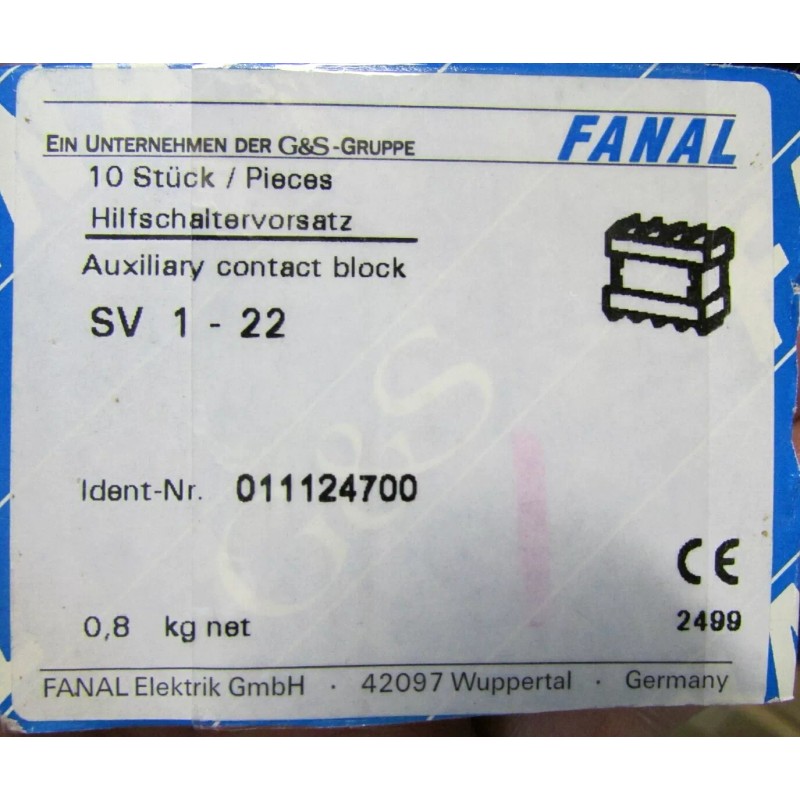 EIN UNTERNEHMEN DER G&S-GRUPPE
FANAL
10 Stück / Pieces
Hilfschaltervorsatz
Auxiliary contact block
SV 1 - 22
G&S
Ident-Nr. 011124700
CE
0,8 kg net
2499
FANAL Elektrik GmbH · 42097 Wuppertal · Germany